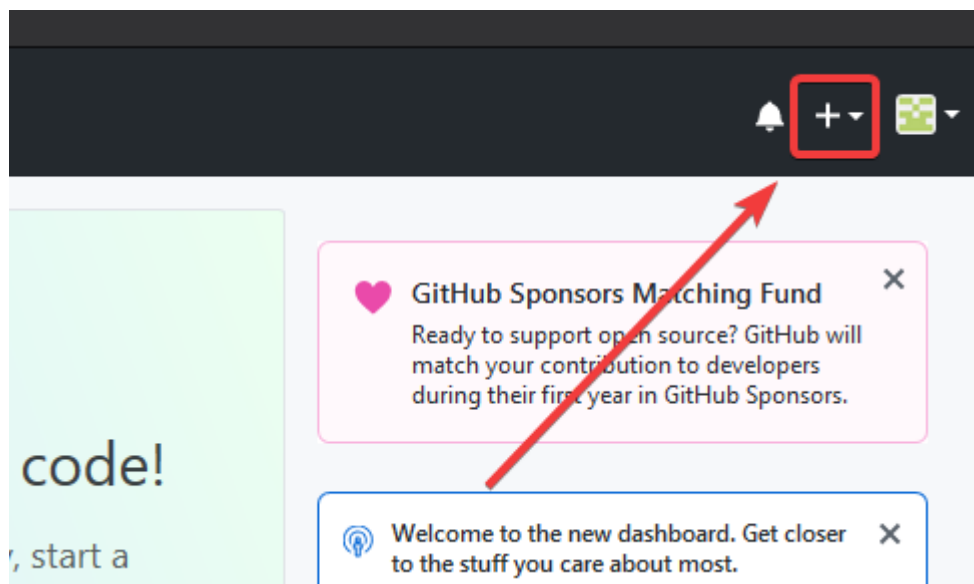 GitHub Sponsors Matching Fund
Ready to support open source? GitHub will
match your contribution to developers
during their first year in GitHub Sponsors.
code!
, start a
Welcome to the new dashboard. Get closer
to the stuff you care about most.